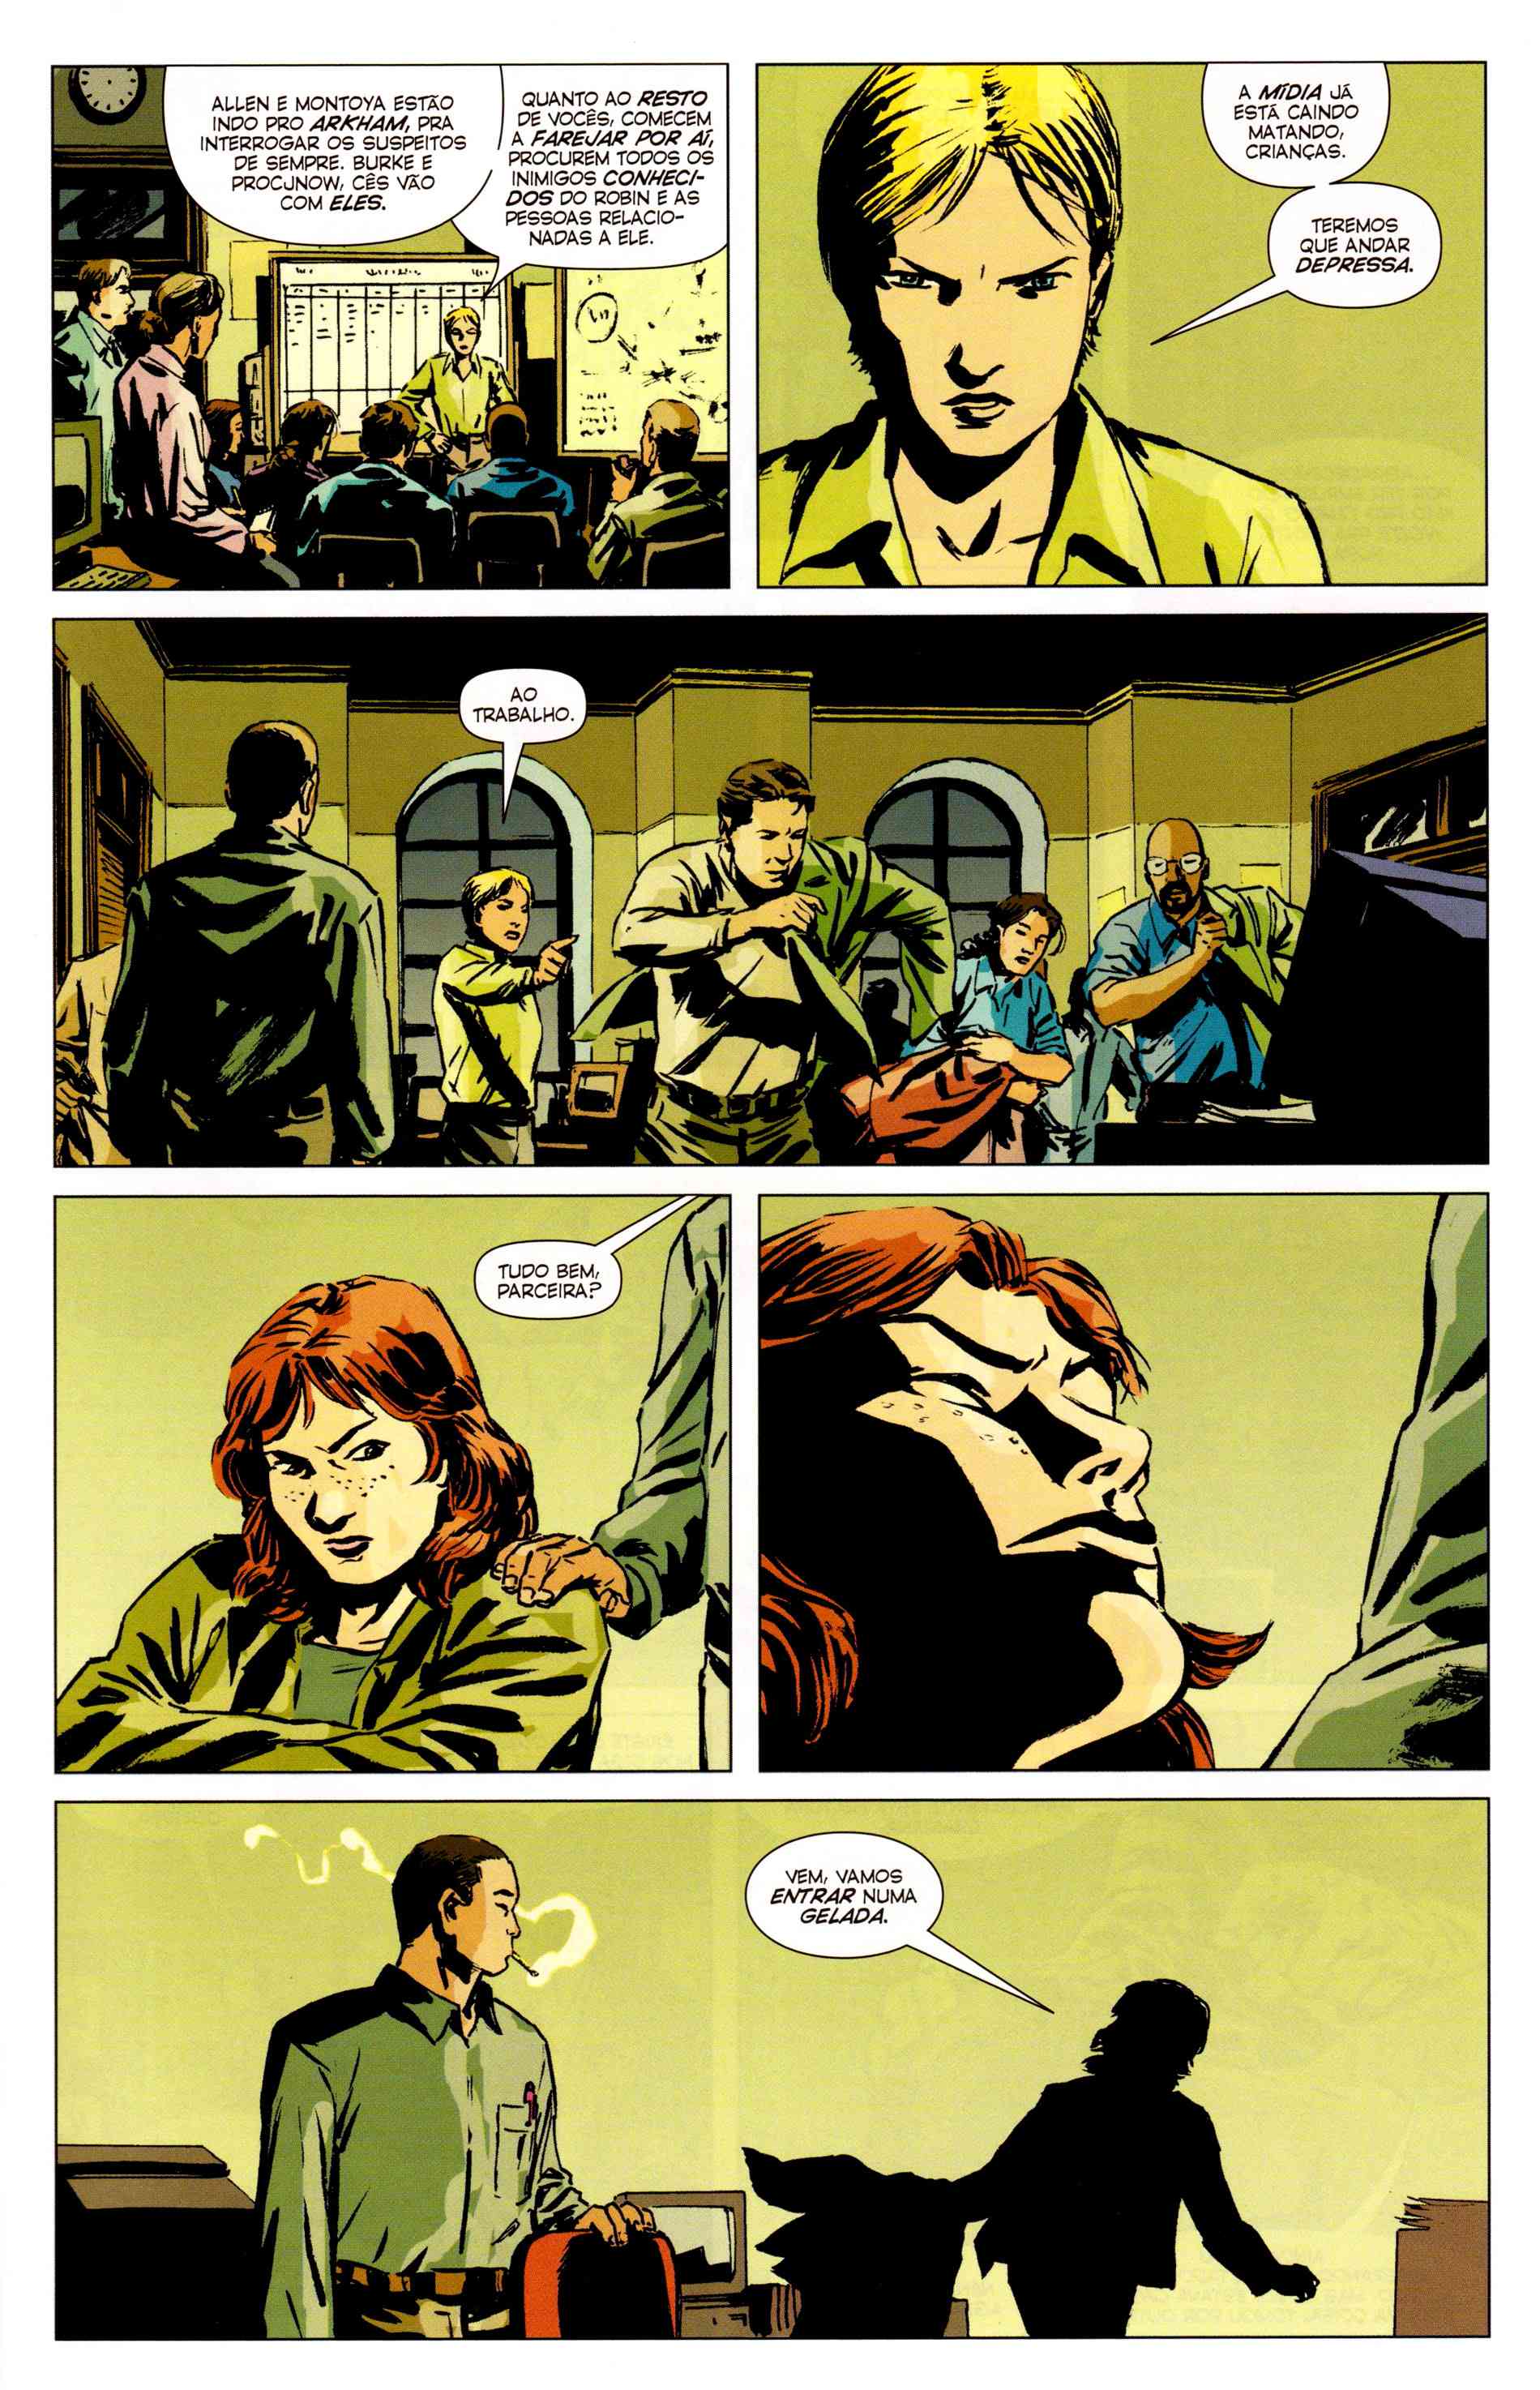 ALLEN E MONTOYA ESTÃO
INDO PRO ARKHAM, PRA
INTERROGAR OS SUSPEITOS
DE SEMPRE. BURKE E
PROCJNOW, CÊS VÃO
COM ELES.
QUANTO AO RESTO
DE VOCÊS, COMECEM
A FAREJAR POR AÍ,
PROCUREM TODOS OS
INIMIGOS CONHECI-
DOS DO ROBIN E AS
PESSOAS RELACIO-
NADAS A ELE.
A MÍDIA JÁ
ESTÁ CAINDO
MATANDO,
CRIANÇAS.
TEREMOS
QUE ANDAR
DEPRESSA.
AO
TRABALHO.
TUDO BEM,
PARCEIRA?
VEM, VAMOS
ENTRAR NUMA
GELADA.